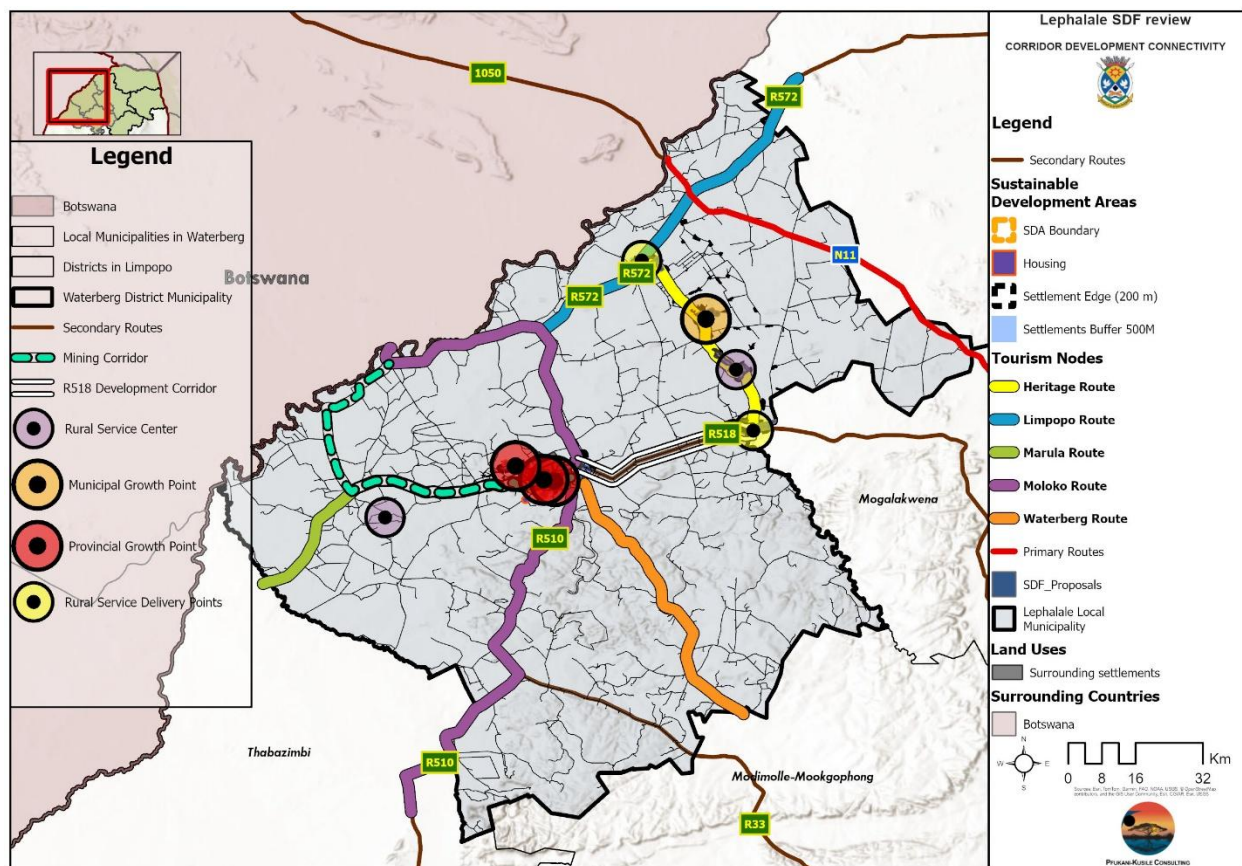 Lephalale SDF review
CORRIDOR DEVELOPMENT CONNECTIVITY
Legend
Botswana
Local Municipalities in Waterberg
Districts in Limpopo
Waterberg District Municipality
Secondary Routes
Mining Corridor
R518 Development Corridor
Rural Service Center
Municipal Growth Point
Provincial Growth Point
Rural Service Delivery Points
1050
R572
N11
R572
R572
Botswana
R518
Mogalakwena
R510
R510
Thabazimbi
Modimolle-Mookgophong
R33
Legend
Secondary Routes
Sustainable
Development Areas
SDA Boundary
Housing
Settlement Edge (200 m)
Settlements Buffer 500M
Tourism Nodes
Heritage Route
Limpopo Route
Marula Route
Moloko Route
Waterberg Route
Primary Routes
SDF_Proposals
Lephalale Local
Municipality
Land Uses
Surrounding settlements
Surrounding Countries
Botswana
N
W E
S
Km
0 8 16 32
PFUKANI-KUSILE CONSULTING